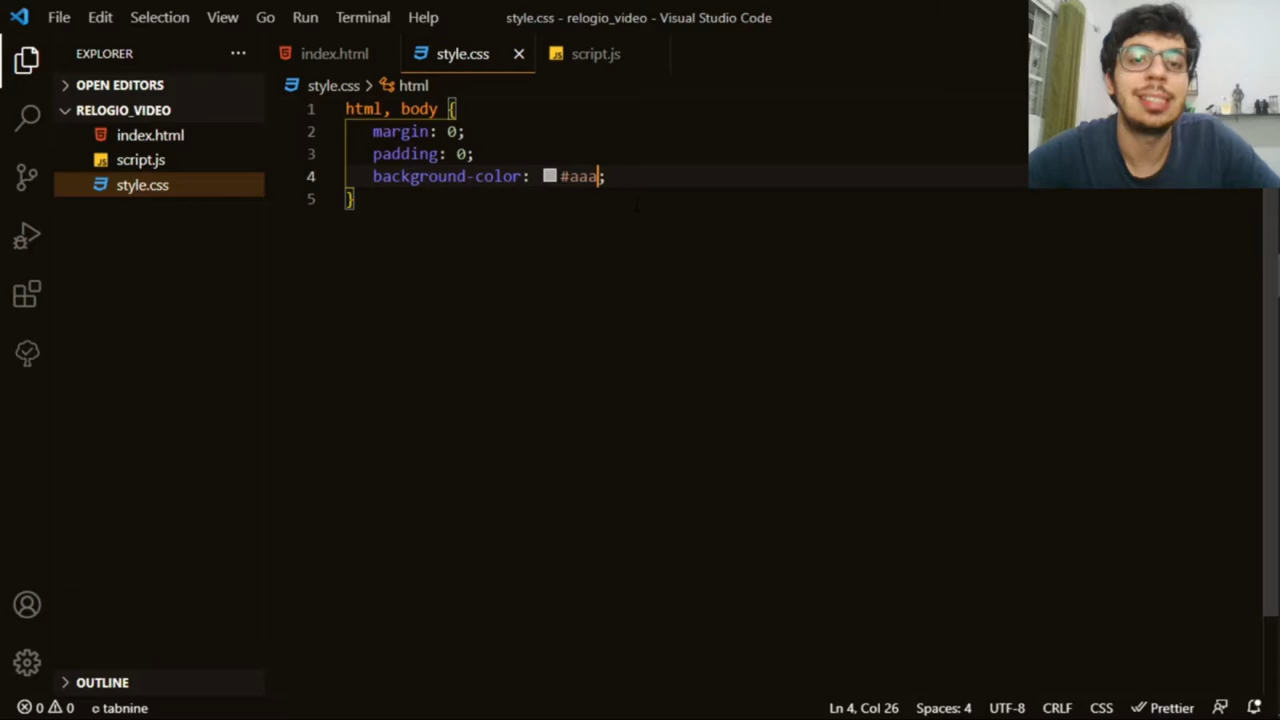 File Edit Selection View Go Run Terminal Help
style.css - relogio_video - Visual Studio Code
EXPLORER
OPEN EDITORS
RELOGIO_VIDEO
index.html
JS script.js
style.css
OUTLINE
index.html style.css JS script.js
style.css > html
1 html, body {
2 margin: 0;
3 padding: 0;
4 background-color: #aaa;
5 }
0 0 tabnine
Ln 4, Col 26 Spaces: 4 UTF-8 CRLF CSS Prettier